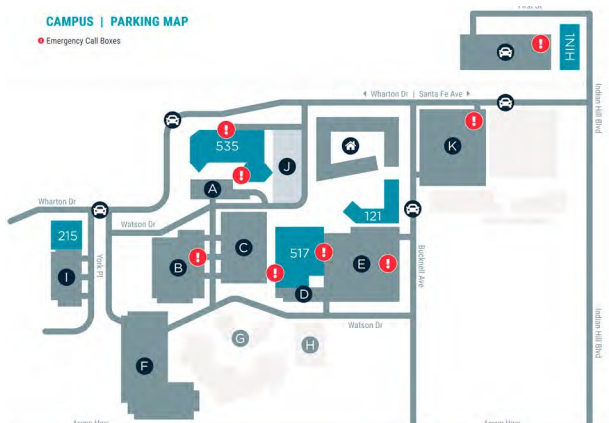 CAMPUS | PARKING MAP
! Emergency Call Boxes
!
HINL
Wharton Dr | Santa Fe Ave
Indian Hill Blvd
!
535
!
J
K
!
A
Wharton Dr
121
215
Watson Dr
C
517
!
B
!
E
!
!
I
York Pl
Bucknell Ave
D
Watson Dr
Indian Hill Blvd
G
H
F